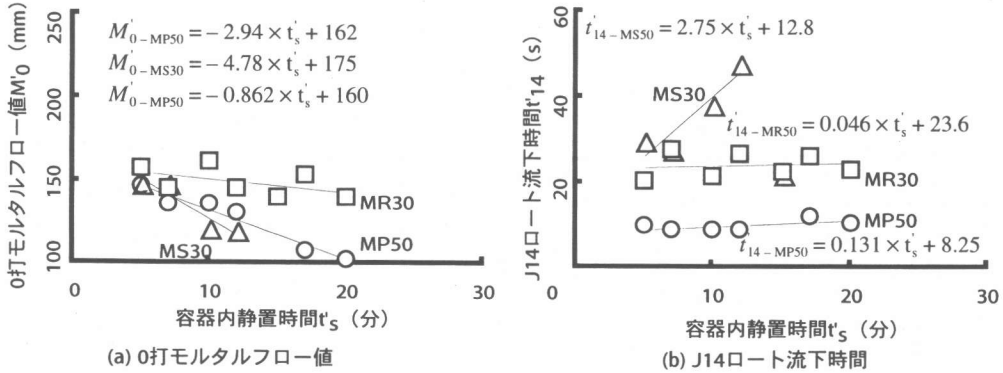 0打モルタルフロー値M'0 (mm)
250
200
150
100
M'0-MP50=-2.94×t's+162
M'0-MS30=-4.78×t's+175
M'0-MP50=-0.862×t's+160
MR30
MS30
MP50
0
10
20
30
容器内静置時間t'S (分)
(a) 0打モルタルフロー値
J14ロート流下時間t'14 (s)
60
40
20
t'14-MS50=2.75×t's+12.8
MS30
t'14-MR50=0.046×t's+23.6
MR30
MP50
t'14-MP50=0.131×t's+8.25
0
10
20
30
容器内静置時間t'S (分)
(b) J14ロート流下時間